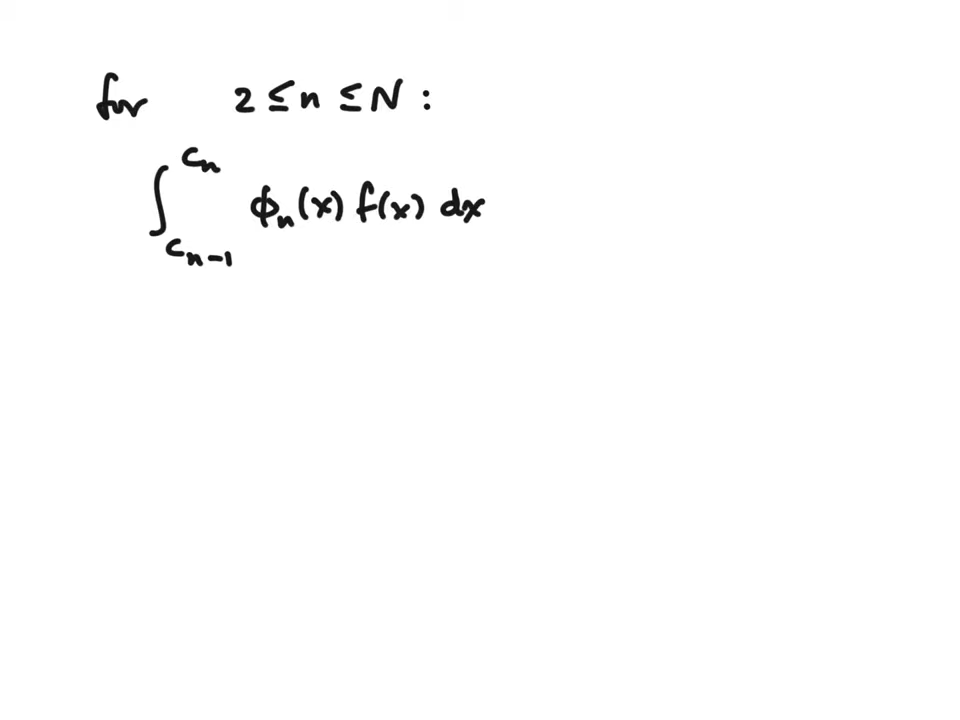 for 2 ≤ n ≤ N :
∫_{c_{n-1}}^{c_n} ϕ_n(x) f(x) dx